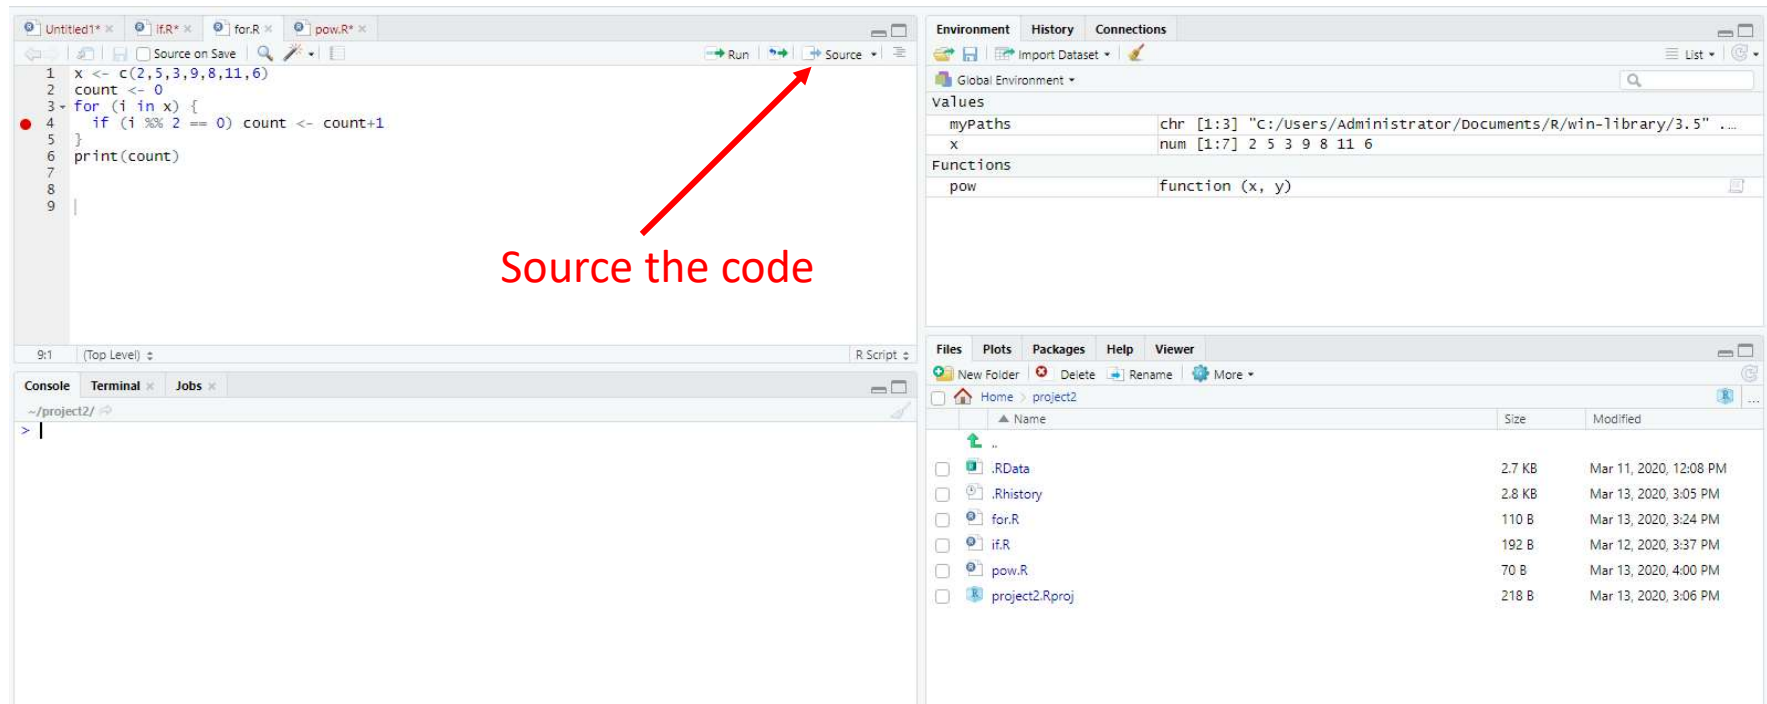 Untitled1* × if.R* × for.R × pow.R* ×
Source on Save Run Source
1 x <- c(2,5,3,9,8,11,6)
2 count <- 0
3 for (i in x) {
4 if (i %% 2 == 0) count <- count+1
5 }
6 print(count)
7
8
9
Source the code
9:1 (Top Level) R Script
Console Terminal × Jobs ×
~/project2/
>
Environment History Connections
Import Dataset List
Global Environment
Values
myPaths chr [1:3] "C:/Users/Administrator/Documents/R/win-library/3.5" ...
x num [1:7] 2 5 3 9 8 11 6
Functions
pow function (x, y)
Files Plots Packages Help Viewer
New Folder Delete Rename More
Home project2 ...
Name Size Modified
..
.RData 2.7 KB Mar 11, 2020, 12:08 PM
.Rhistory 2.8 KB Mar 13, 2020, 3:05 PM
for.R 110 B Mar 13, 2020, 3:24 PM
if.R 192 B Mar 12, 2020, 3:37 PM
pow.R 70 B Mar 13, 2020, 4:00 PM
project2.Rproj 218 B Mar 13, 2020, 3:06 PM